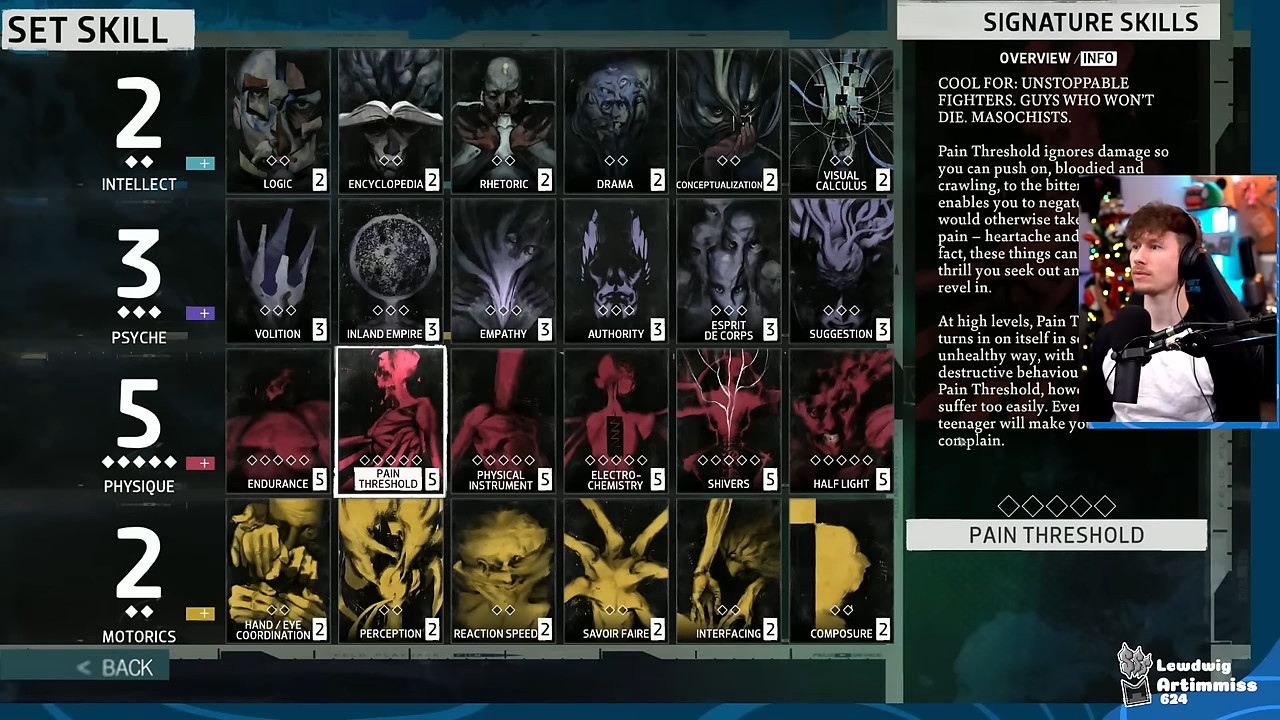 SET SKILL
SIGNATURE SKILLS
OVERVIEW / INFO
COOL FOR: UNSTOPPABLE
FIGHTERS. GUYS WHO WON'T
DIE. MASOCHISTS.
Pain Threshold ignores damage so
you can push on, bloodied and
crawling, to the bitter
enables you to negate
would otherwise take
pain – heartache and
fact, these things can
thrill you seek out an
revel in.
At high levels, Pain T
turns in on itself in
unhealthy way, with
destructive behaviou
Pain Threshold, how
suffer too easily. Eve
teenager will make yo
complain.
PAIN THRESHOLD
2
INTELLECT
+
LOGIC 2
ENCYCLOPEDIA 2
RHETORIC 2
DRAMA 2
CONCEPTUALIZATION 2
VISUAL
CALCULUS 2
3
PSYCHE
+
VOLITION 3
INLAND EMPIRE 3
EMPATHY 3
AUTHORITY 3
ESPRIT
DE CORPS 3
SUGGESTION 3
5
PHYSIQUE
+
ENDURANCE 5
PAIN
THRESHOLD 5
PHYSICAL
INSTRUMENT 5
ELECTRO-
CHEMISTRY 5
SHIVERS 5
HALF LIGHT 5
2
MOTORICS
+
HAND / EYE
COORDINATION 2
PERCEPTION 2
REACTION SPEED 2
SAVOIR FAIRE 2
INTERFACING 2
COMPOSURE 2
< BACK
Lewdwig
Artimmiss
624